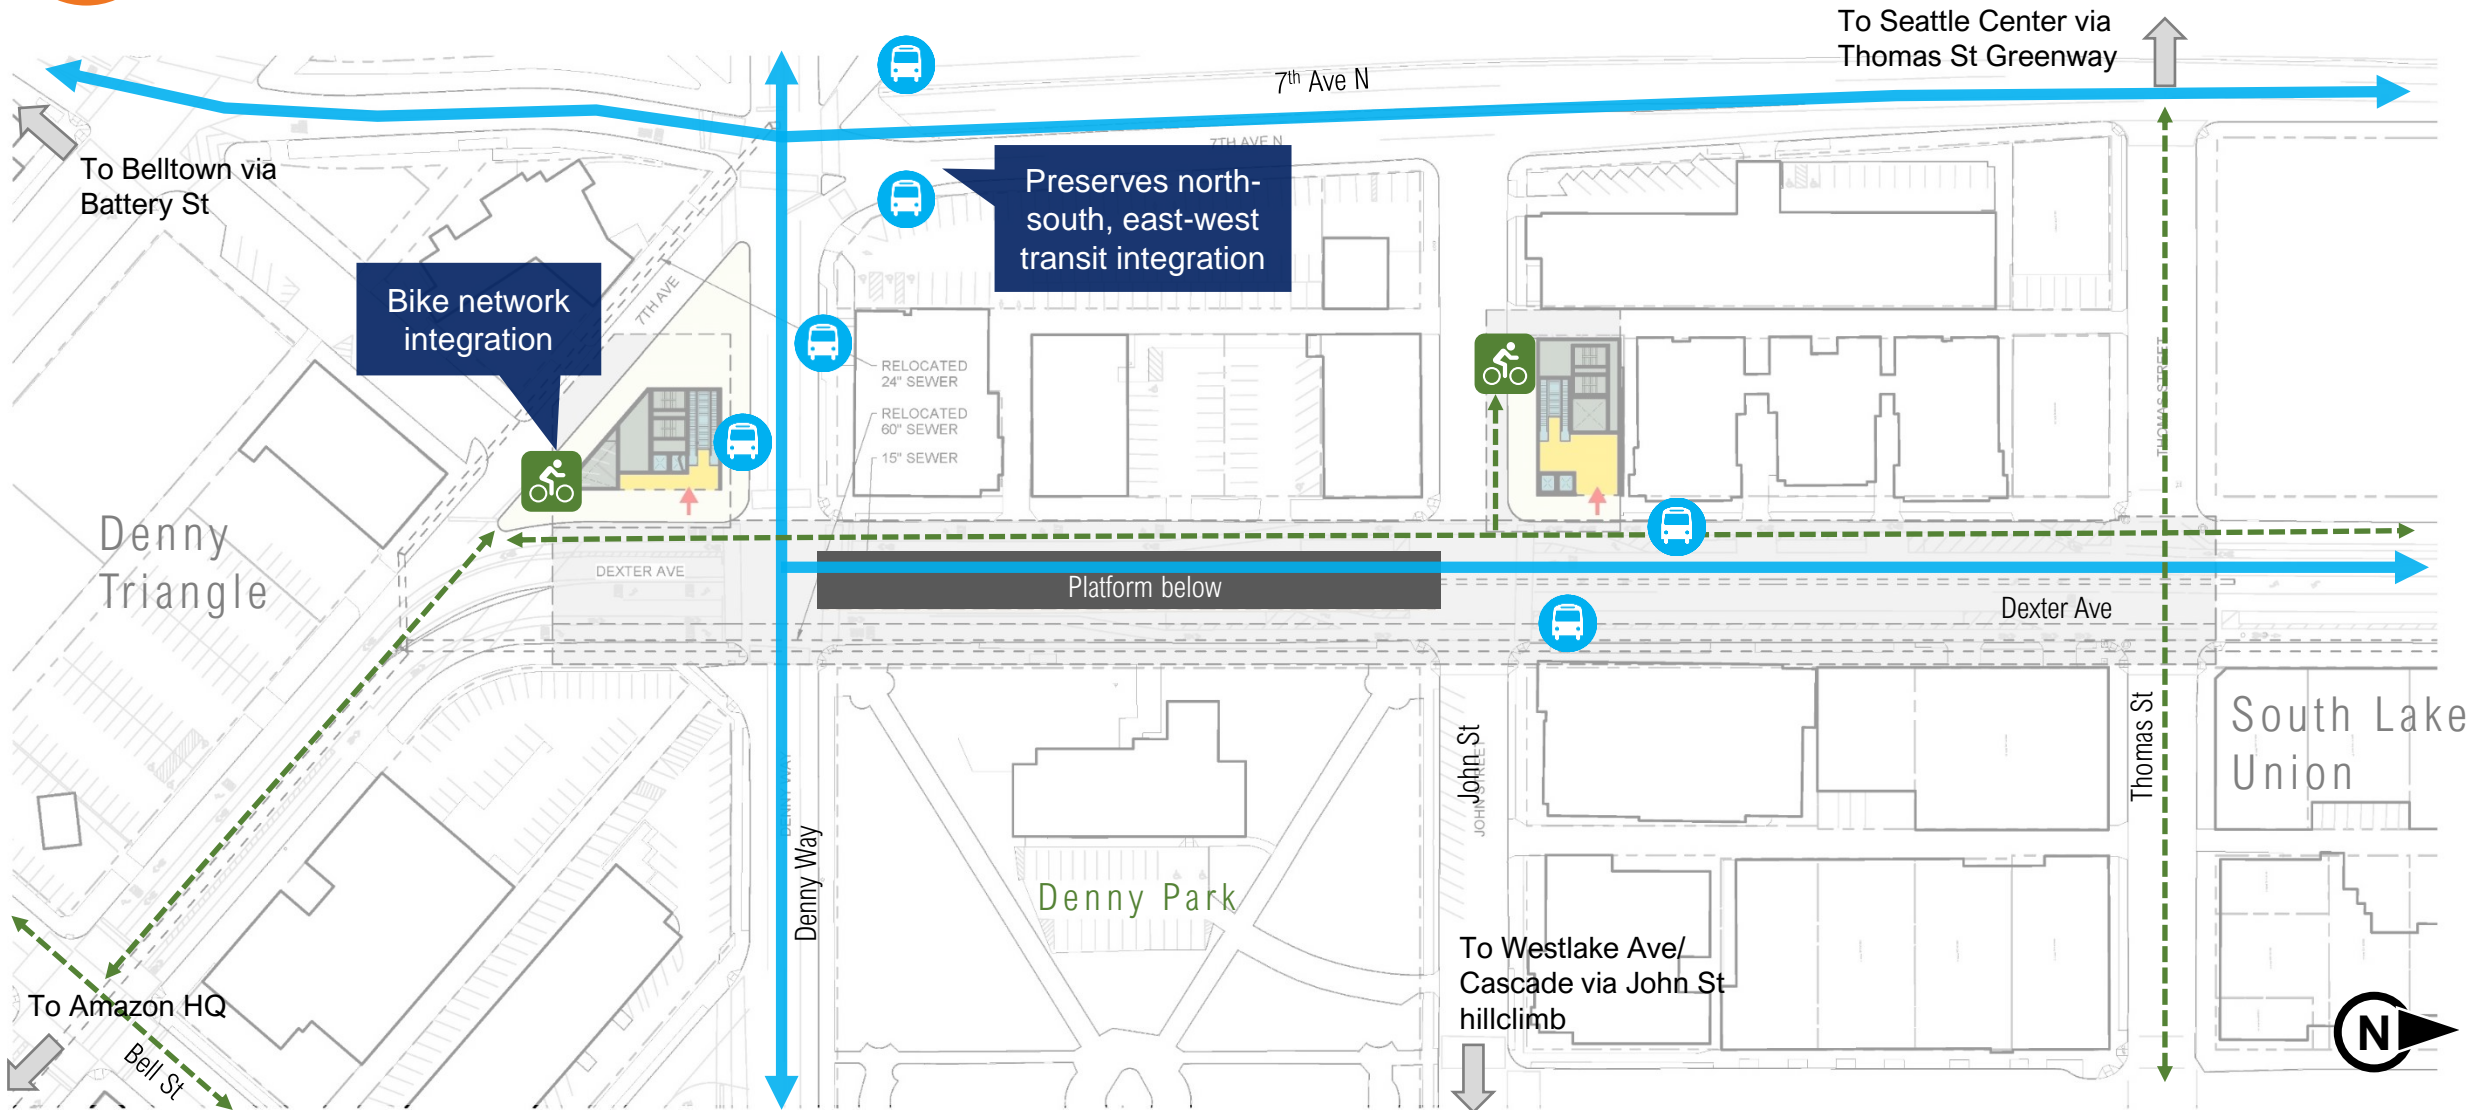 To Seattle Center via
Thomas St Greenway
7th Ave N
7TH AVE N
To Belltown via
Battery St
Preserves north-
south, east-west
transit integration
Bike network
integration
7TH AVE
RELOCATED
24" SEWER
RELOCATED
60" SEWER
15" SEWER
THOMAS STREET
Denny
Triangle
DEXTER AVE
Platform below
Dexter Ave
DENNY WAY
Denny Way
John St
JOHN STREET
Thomas St
South Lake
Union
Denny Park
To Westlake Ave/
Cascade via John St
hillclimb
To Amazon HQ
Bell St
N